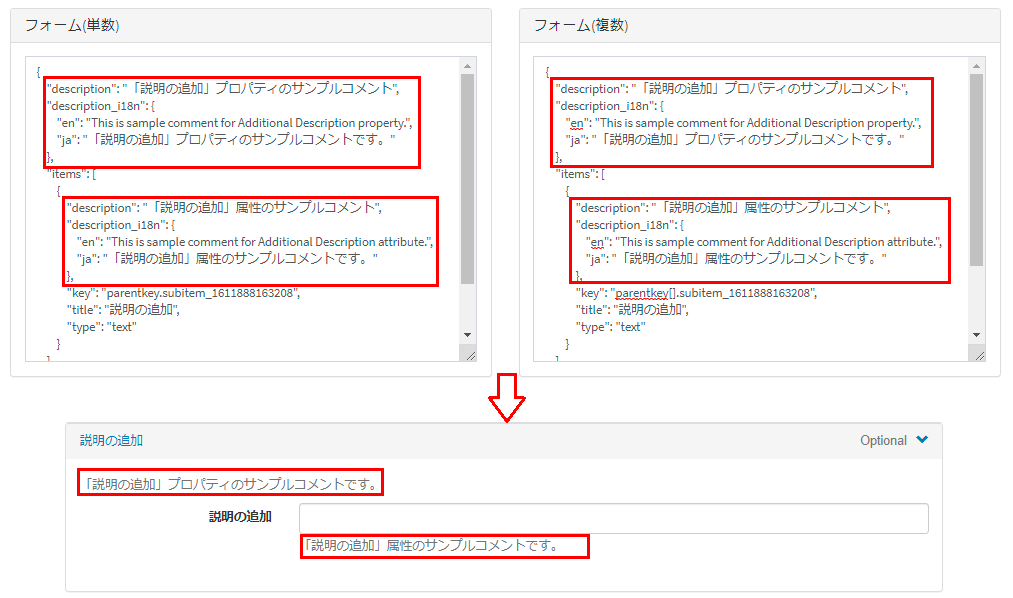 フォーム(単数)
{
"description": "「説明の追加」プロパティのサンプルコメント",
"description_i18n": {
"en": "This is sample comment for Additional Description property.",
"ja": "「説明の追加」プロパティのサンプルコメントです。"
},
"items": [
{
"description": "「説明の追加」属性のサンプルコメント",
"description_i18n": {
"en": "This is sample comment for Additional Description attribute.",
"ja": "「説明の追加」属性のサンプルコメントです。"
},
"key": "parentkey.subitem_1611888163208",
"title": "説明の追加",
"type": "text"
}
]
フォーム(複数)
{
"description": "「説明の追加」プロパティのサンプルコメント",
"description_i18n": {
"en": "This is sample comment for Additional Description property.",
"ja": "「説明の追加」プロパティのサンプルコメントです。"
},
"items": [
{
"description": "「説明の追加」属性のサンプルコメント",
"description_i18n": {
"en": "This is sample comment for Additional Description attribute.",
"ja": "「説明の追加」属性のサンプルコメントです。"
},
"key": "parentkey[].subitem_1611888163208",
"title": "説明の追加",
"type": "text"
}
]
説明の追加 Optional
「説明の追加」プロパティのサンプルコメントです。
説明の追加
「説明の追加」属性のサンプルコメントです。